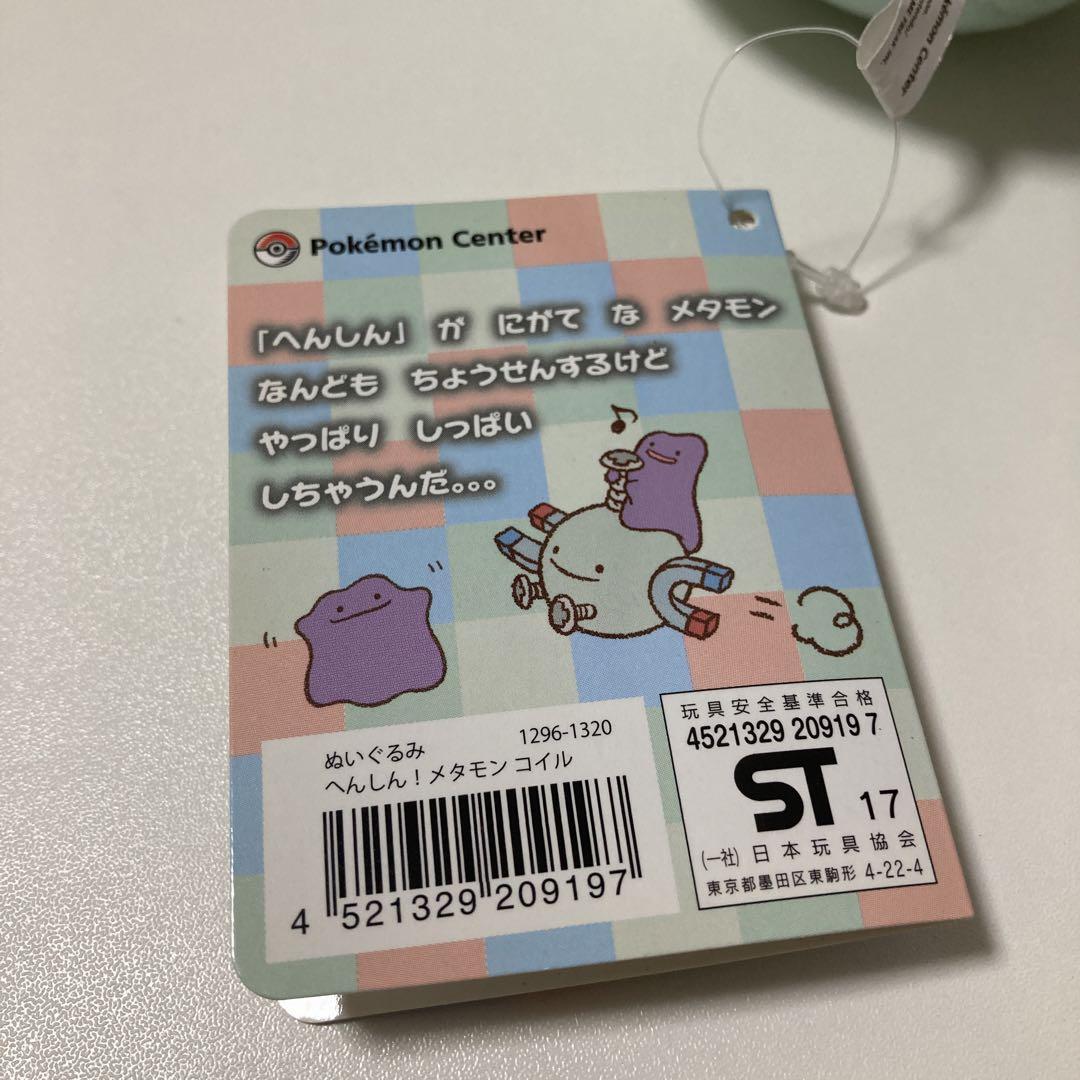 Pokémon Center
Pokémon Center
「へんしん」 が にがて な メタモン
なんども ちょうせんするけど
やっぱり しっぱい
しちゃうんだ。。。
ぬいぐるみ 1296-1320
へんしん！メタモン コイル
4 521329 209197
玩具安全基準合格
4521329 20919 7
ST 17
(一社) 日本玩具協会
東京都墨田区東駒形 4-22-4